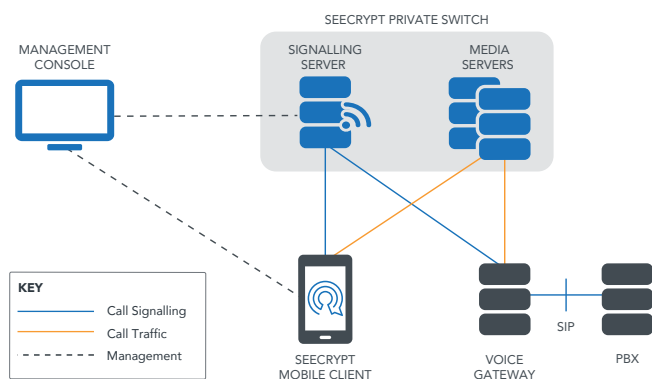 SEECRYPT PRIVATE SWITCH
MANAGEMENT
CONSOLE
SIGNALLING
SERVER
MEDIA
SERVERS
KEY
Call Signalling
Call Traffic
Management
SEECRYPT
MOBILE CLIENT
VOICE
GATEWAY
SIP
PBX